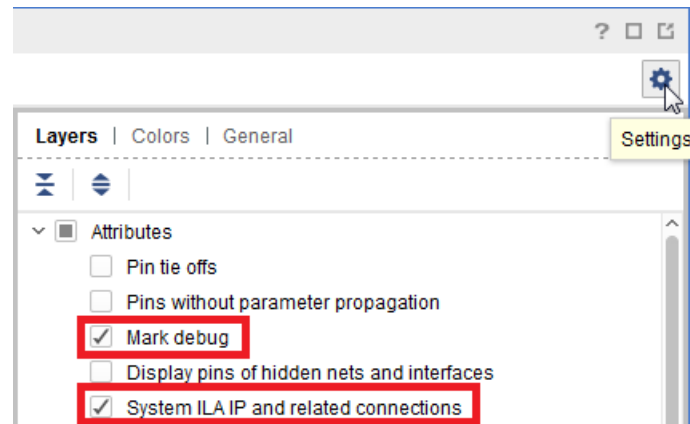 ?
Layers | Colors | General
Settings
Attributes
Pin tie offs
Pins without parameter propagation
Mark debug
Display pins of hidden nets and interfaces
System ILA IP and related connections